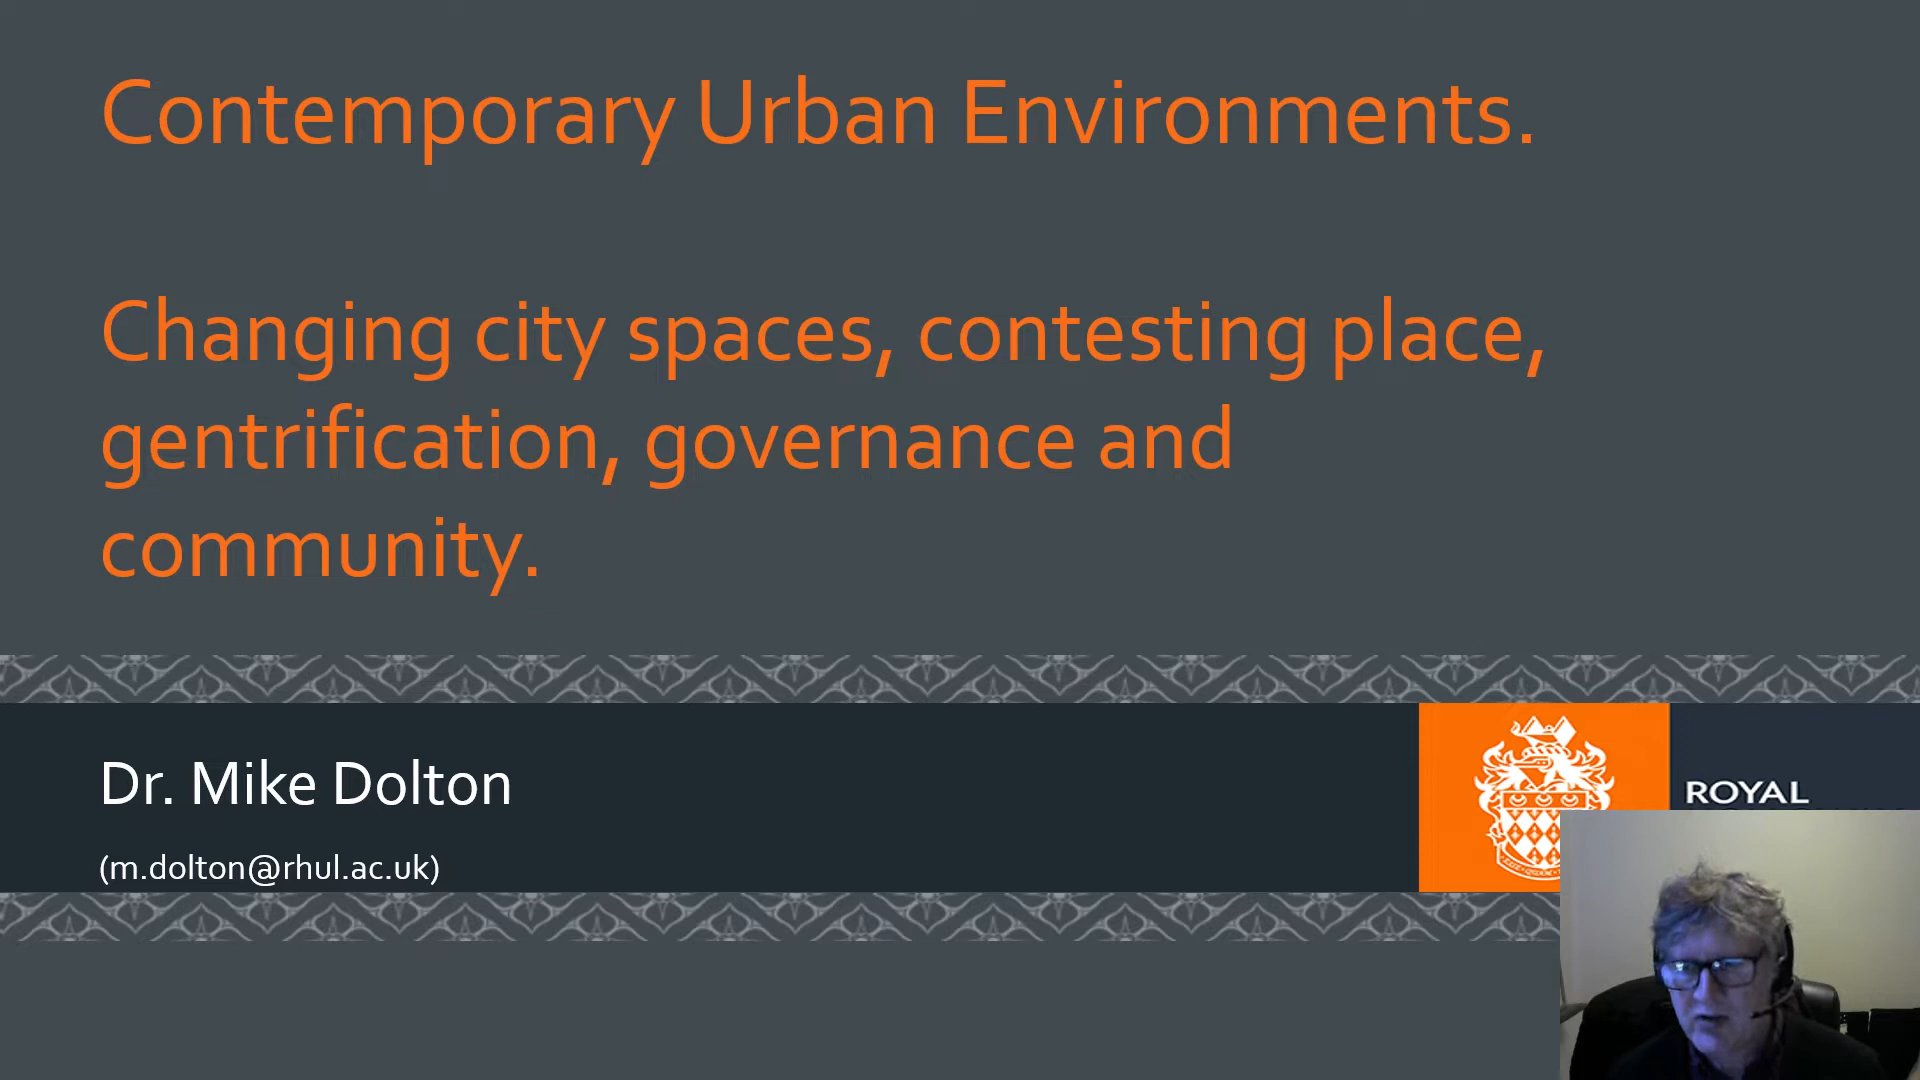 Contemporary Urban Environments.
Changing city spaces, contesting place,
gentrification, governance and
community.
Dr. Mike Dolton
(m.dolton@rhul.ac.uk)
ROYAL